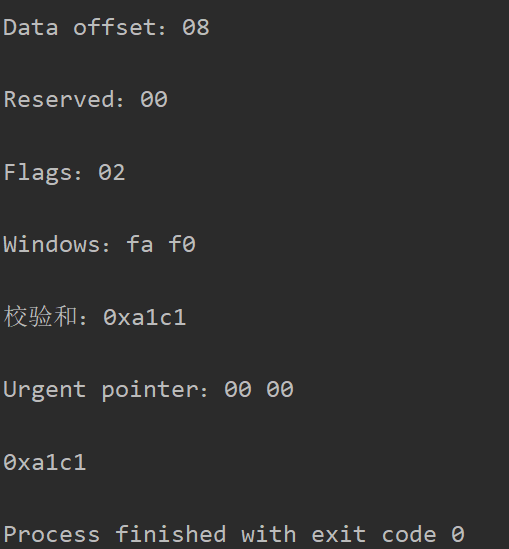 Data offset：08
Reserved：00
Flags：02
Windows：fa f0
校验和：0xa1c1
Urgent pointer：00 00
0xa1c1
Process finished with exit code 0